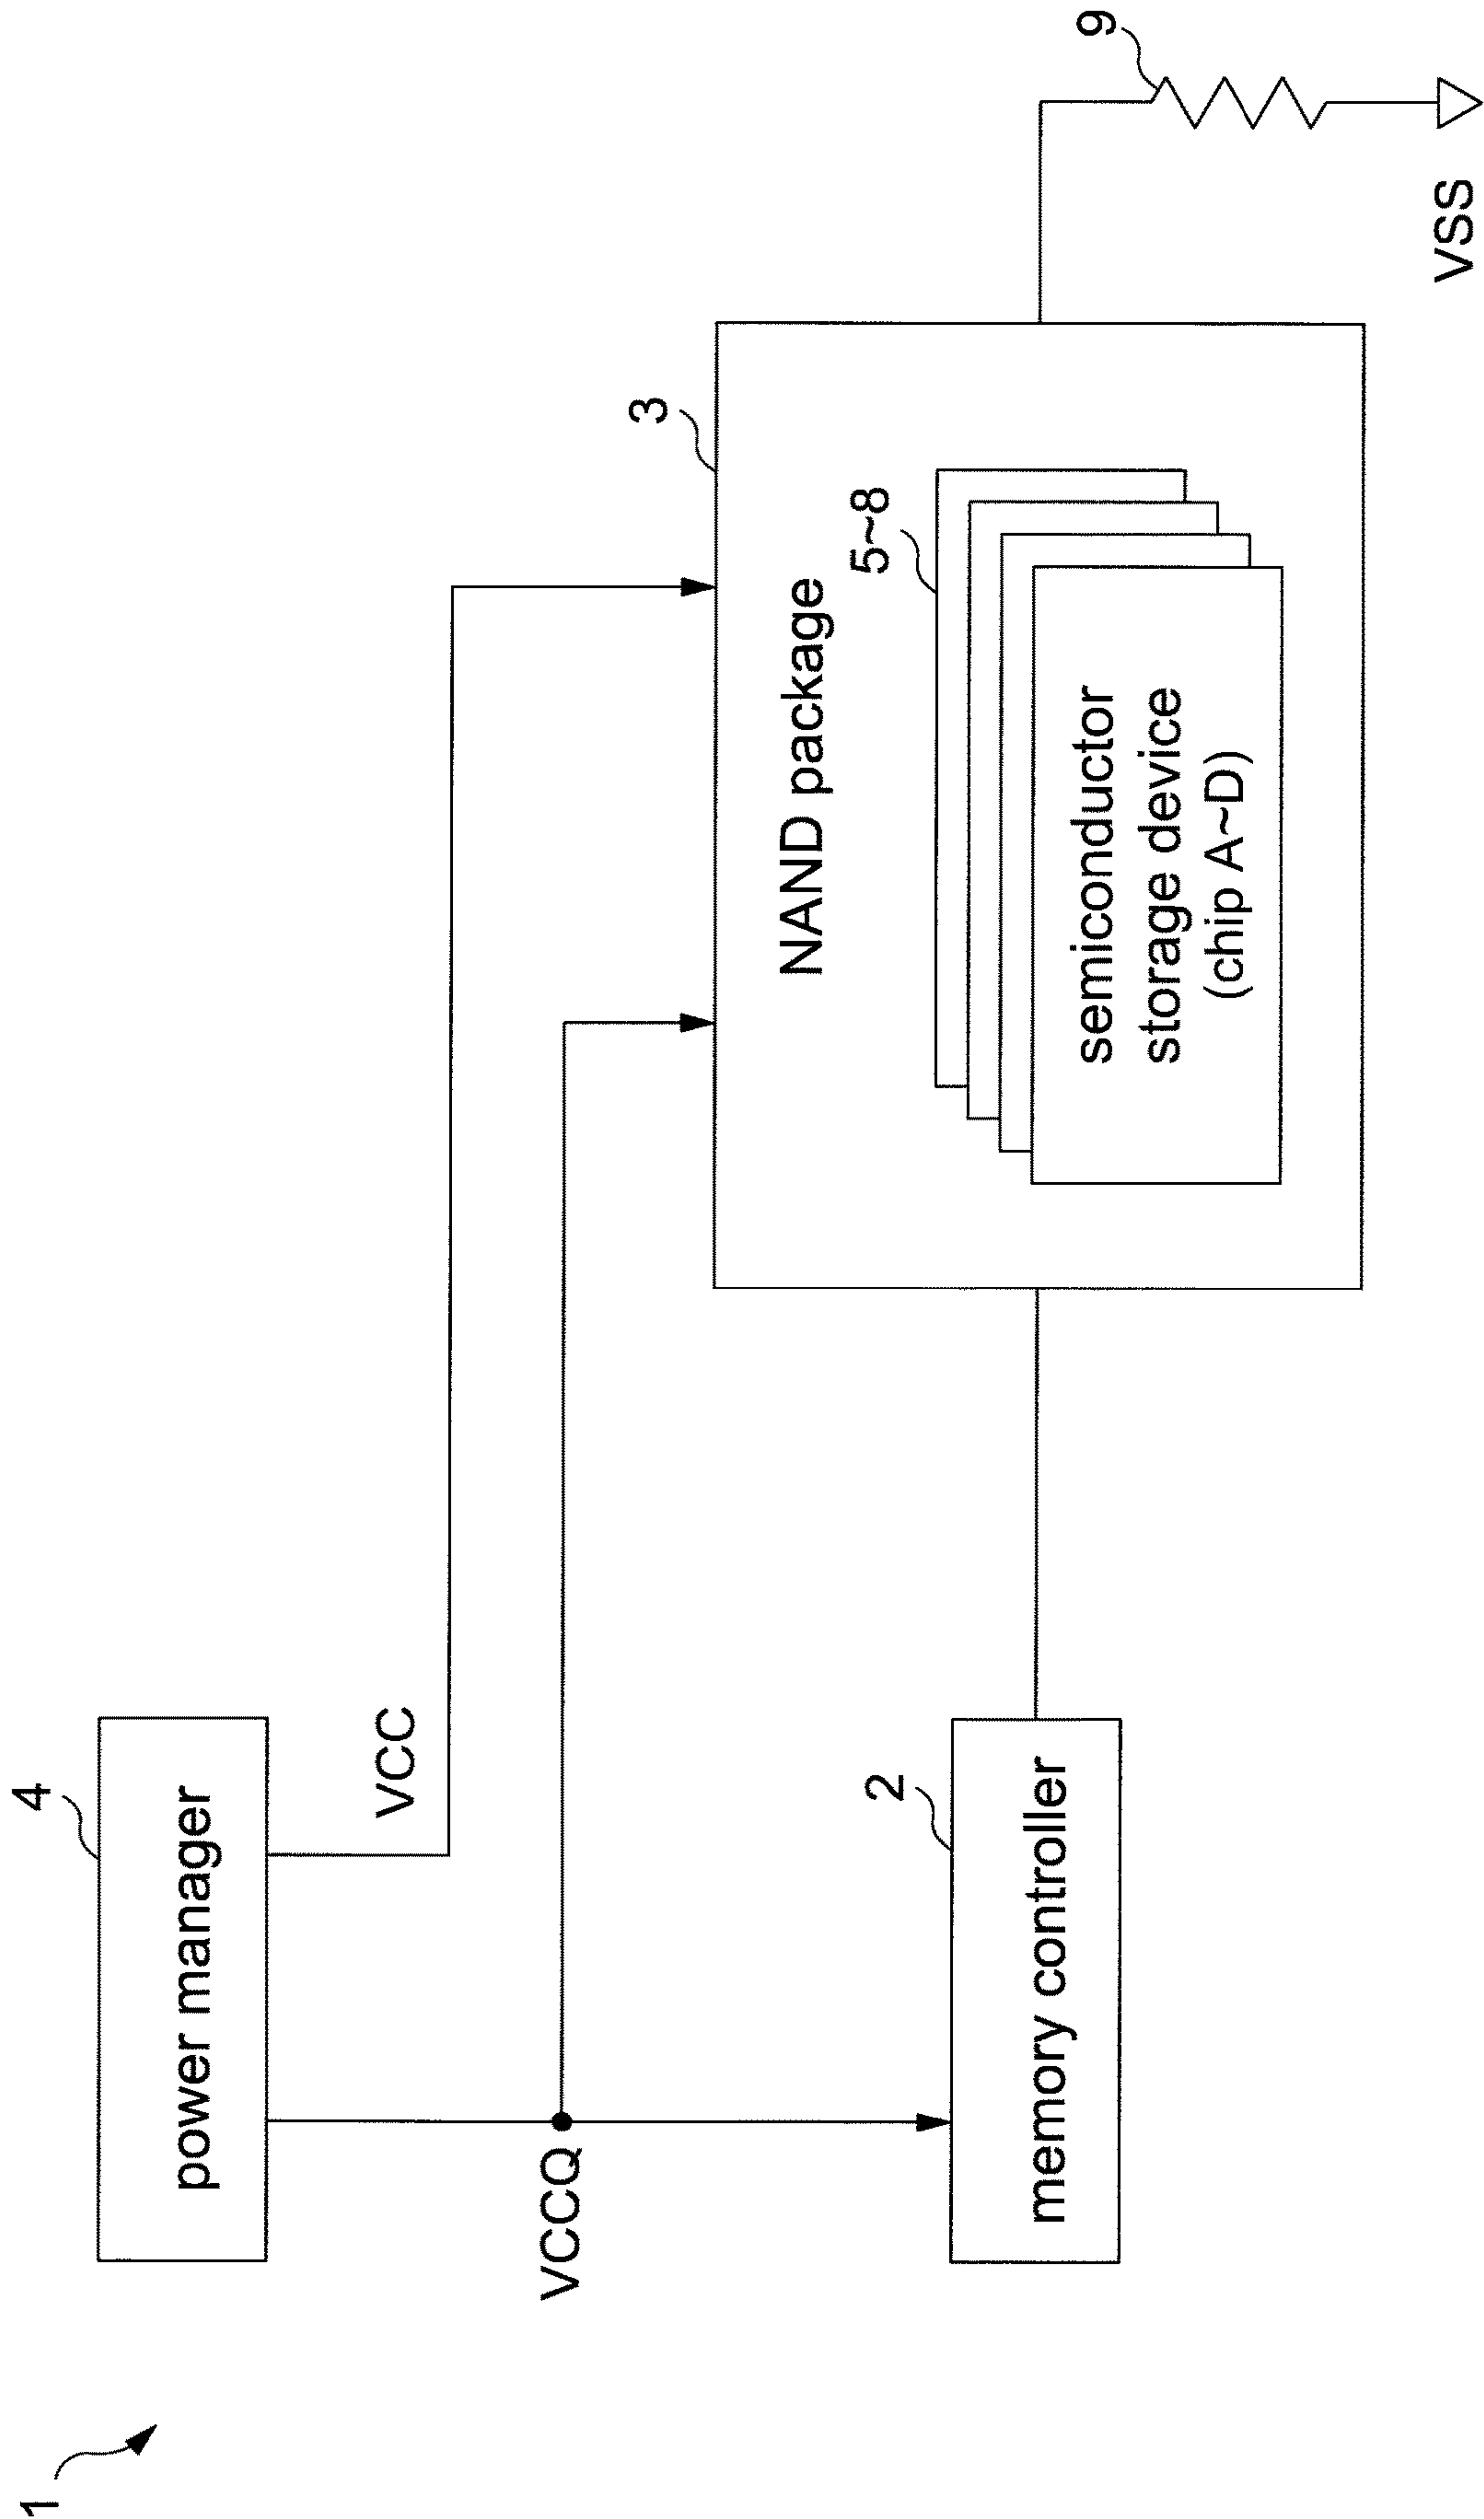 1
4
power manager
VCC
VCCQ
3
NAND package
5~8
semiconductor
storage device
(chip A~D)
2
memory controller
9
VSS